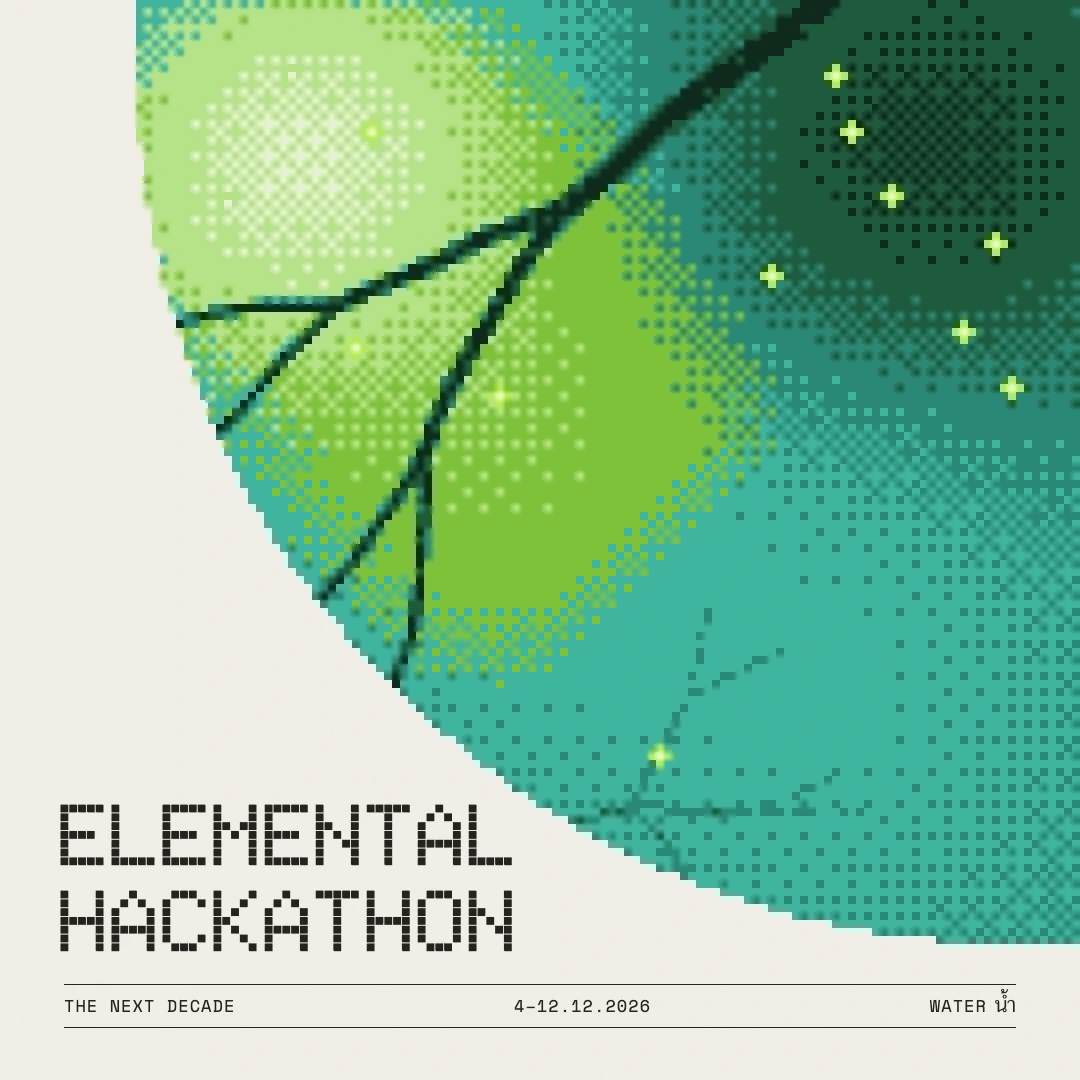 ELEMENTAL
HACKATHON
THE NEXT DECADE
4–12.12.2026
WATER น้ำ